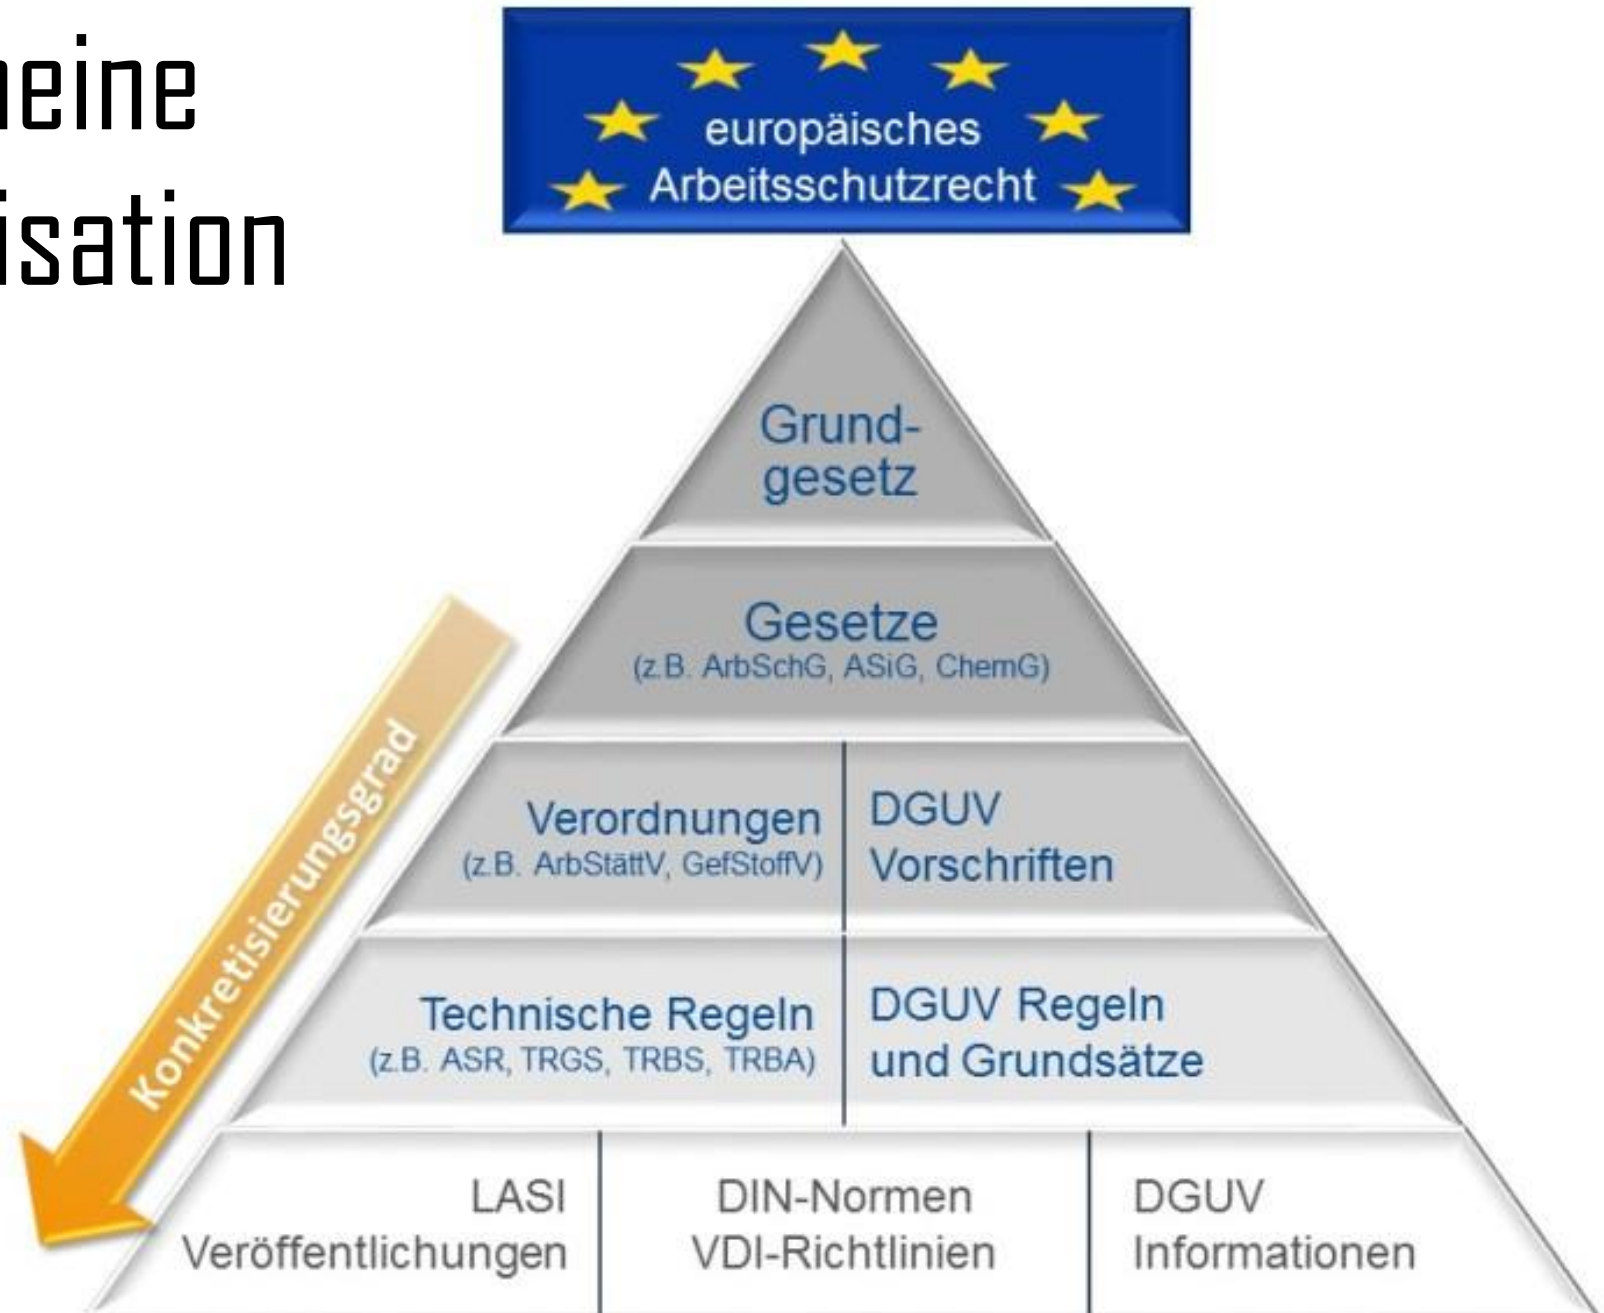 heine
isation
europäisches
Arbeitsschutzrecht
Grund-
gesetz
Gesetze
(z.B. ArbSchG, ASiG, ChemG)
Verordnungen
(z.B. ArbStättV, GefStoffV)
DGUV
Vorschriften
Technische Regeln
(z.B. ASR, TRGS, TRBS, TRBA)
DGUV Regeln
und Grundsätze
LASI
Veröffentlichungen
DIN-Normen
VDI-Richtlinien
DGUV
Informationen
Konkretisierungsgrad